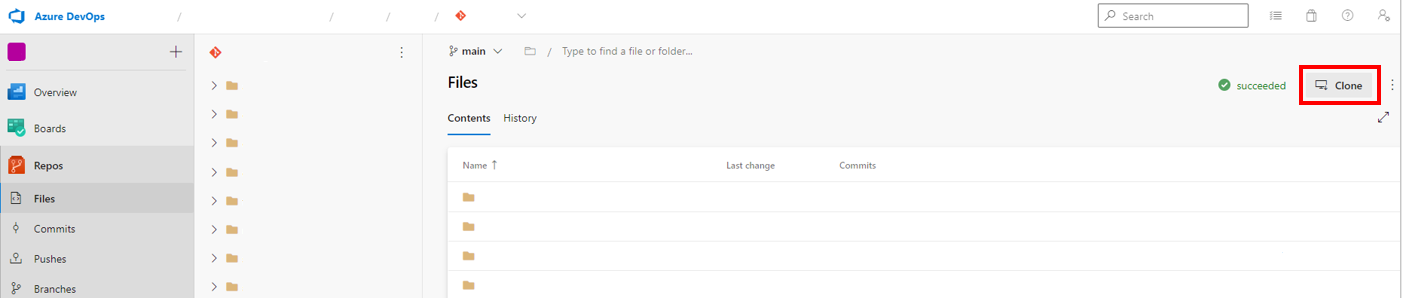 Azure DevOps / / / /
Search
Overview
Boards
Repos
Files
Commits
Pushes
Branches
main / Type to find a file or folder...
Files
succeeded
Clone
Contents History
Name Last change Commits